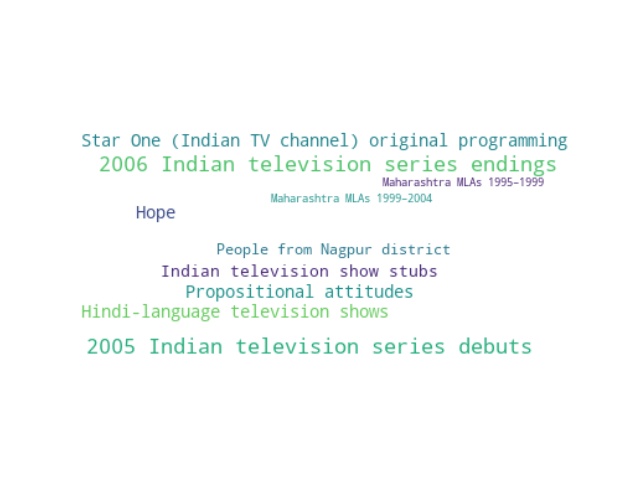 Star One (Indian TV channel) original programming
2006 Indian television series endings
Maharashtra MLAs 1995–1999
Maharashtra MLAs 1999–2004
Hope
People from Nagpur district
Indian television show stubs
Propositional attitudes
Hindi-language television shows
2005 Indian television series debuts